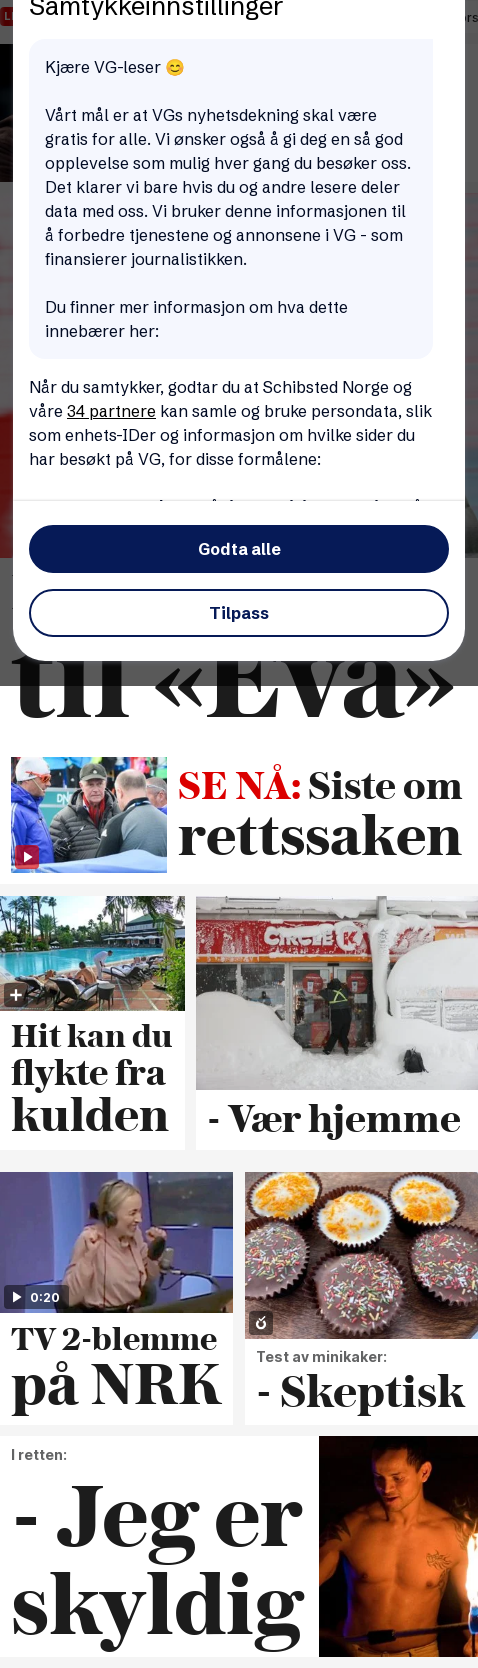 Samtykkeinnstillinger
Kjære VG-leser 😊
Vårt mål er at VGs nyhetsdekning skal være
gratis for alle. Vi ønsker også å gi deg en så god
opplevelse som mulig hver gang du besøker oss.
Det klarer vi bare hvis du og andre lesere deler
data med oss. Vi bruker denne informasjonen til
å forbedre tjenestene og annonsene i VG - som
finansierer journalistikken.
Du finner mer informasjon om hva dette
innebærer her:
Når du samtykker, godtar du at Schibsted Norge og
våre 34 partnere kan samle og bruke persondata, slik
som enhets-IDer og informasjon om hvilke sider du
har besøkt på VG, for disse formålene:
Godta alle
Tilpass
til «Eva»
SE NÅ: Siste om
rettssaken
CIRCLE K
Hit kan du
flykte fra
kulden
- Vær hjemme
0:20
TV 2-blemme
på NRK
Test av minikaker:
- Skeptisk
I retten:
- Jeg er
skyldig